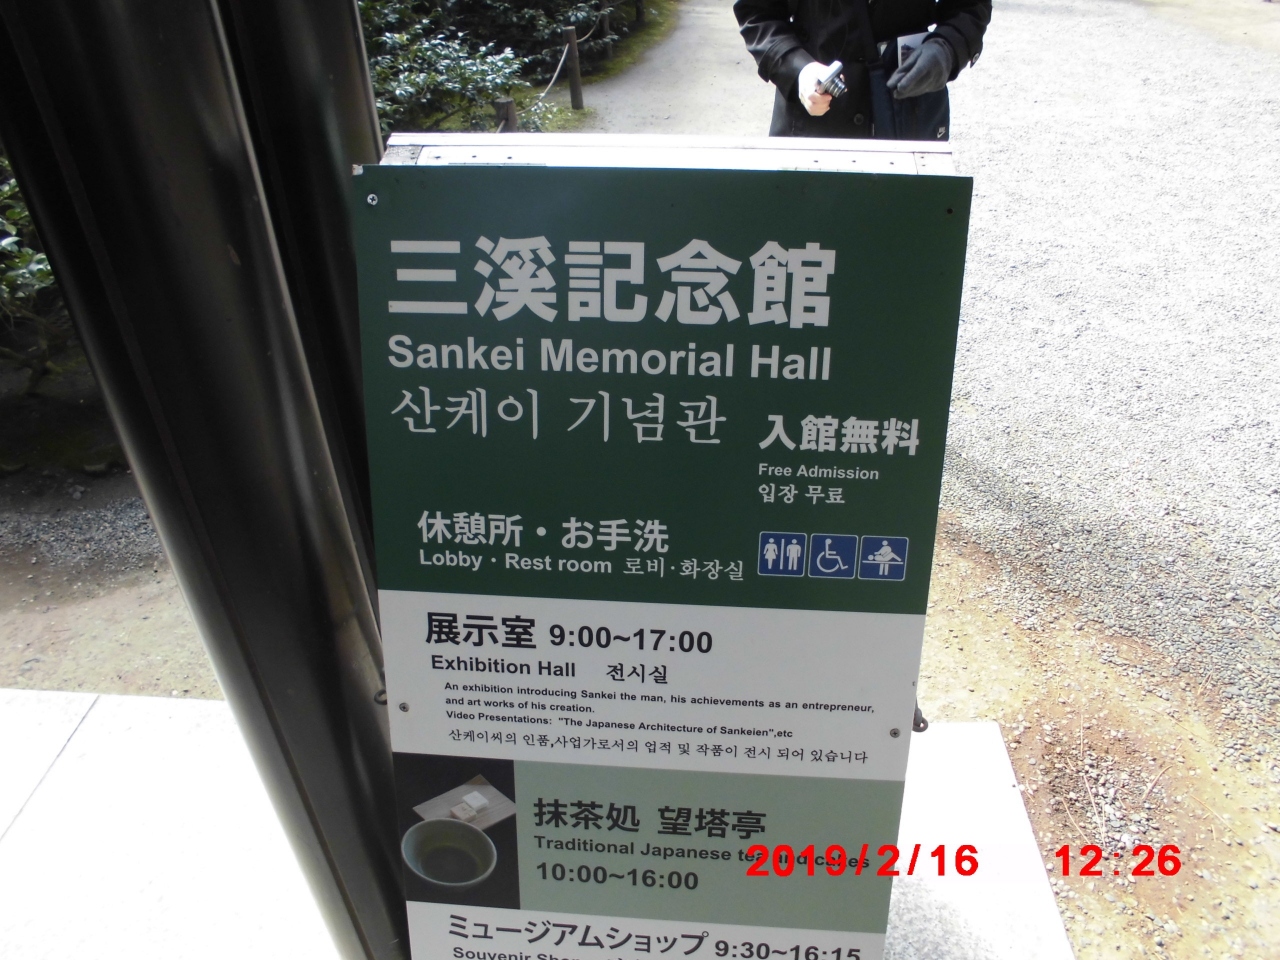 三溪記念館
Sankei Memorial Hall
산케이 기념관
入館無料
Free Admission
입장 무료
休憩所・お手洗
Lobby・Rest room 로비·화장실
展示室 9:00~17:00
Exhibition Hall 전시실
An exhibition introducing Sankei the man, his achievements as an entrepreneur,
and art works of his creation.
Video Presentations: "The Japanese Architecture of Sankeien",etc
산케이씨의 인품,사업가로서의 업적 및 작품이 전시 되어 있습니다
抹茶処 望塔亭
Traditional Japanese tea and cakes
10:00~16:00
2019/2/16 12:26
ミュージアムショップ 9:30~16:15
Souvenir